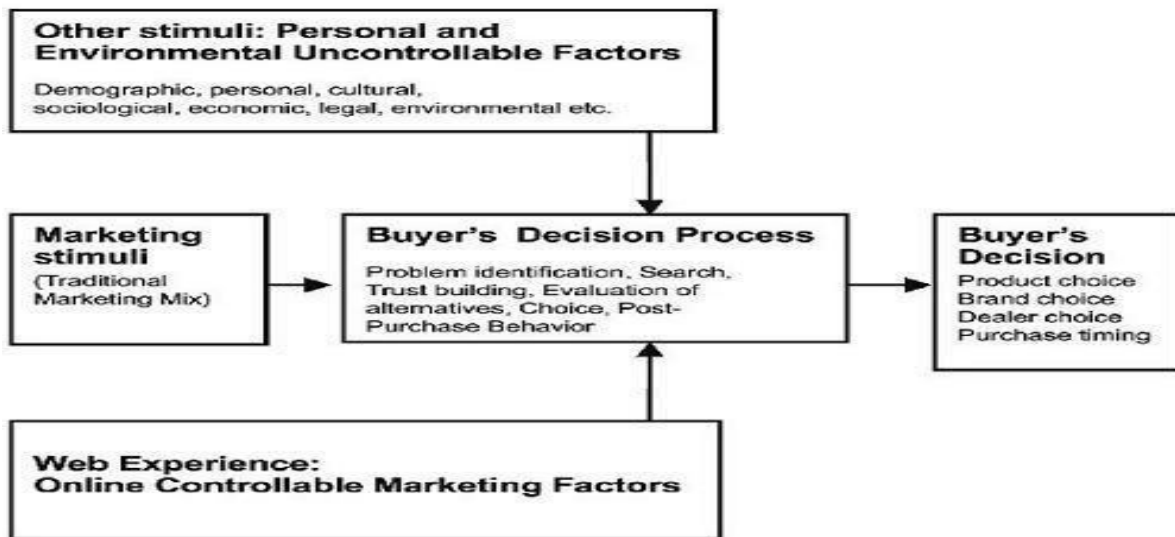 Other stimuli: Personal and
Environmental Uncontrollable Factors
Demographic, personal, cultural,
sociological, economic, legal, environmental etc.
Marketing
stimuli
(Traditional
Marketing Mix)
Buyer's Decision Process
Problem identification, Search,
Trust building, Evaluation of
alternatives, Choice, Post-
Purchase Behavior
Buyer's
Decision
Product choice
Brand choice
Dealer choice
Purchase timing
Web Experience:
Online Controllable Marketing Factors